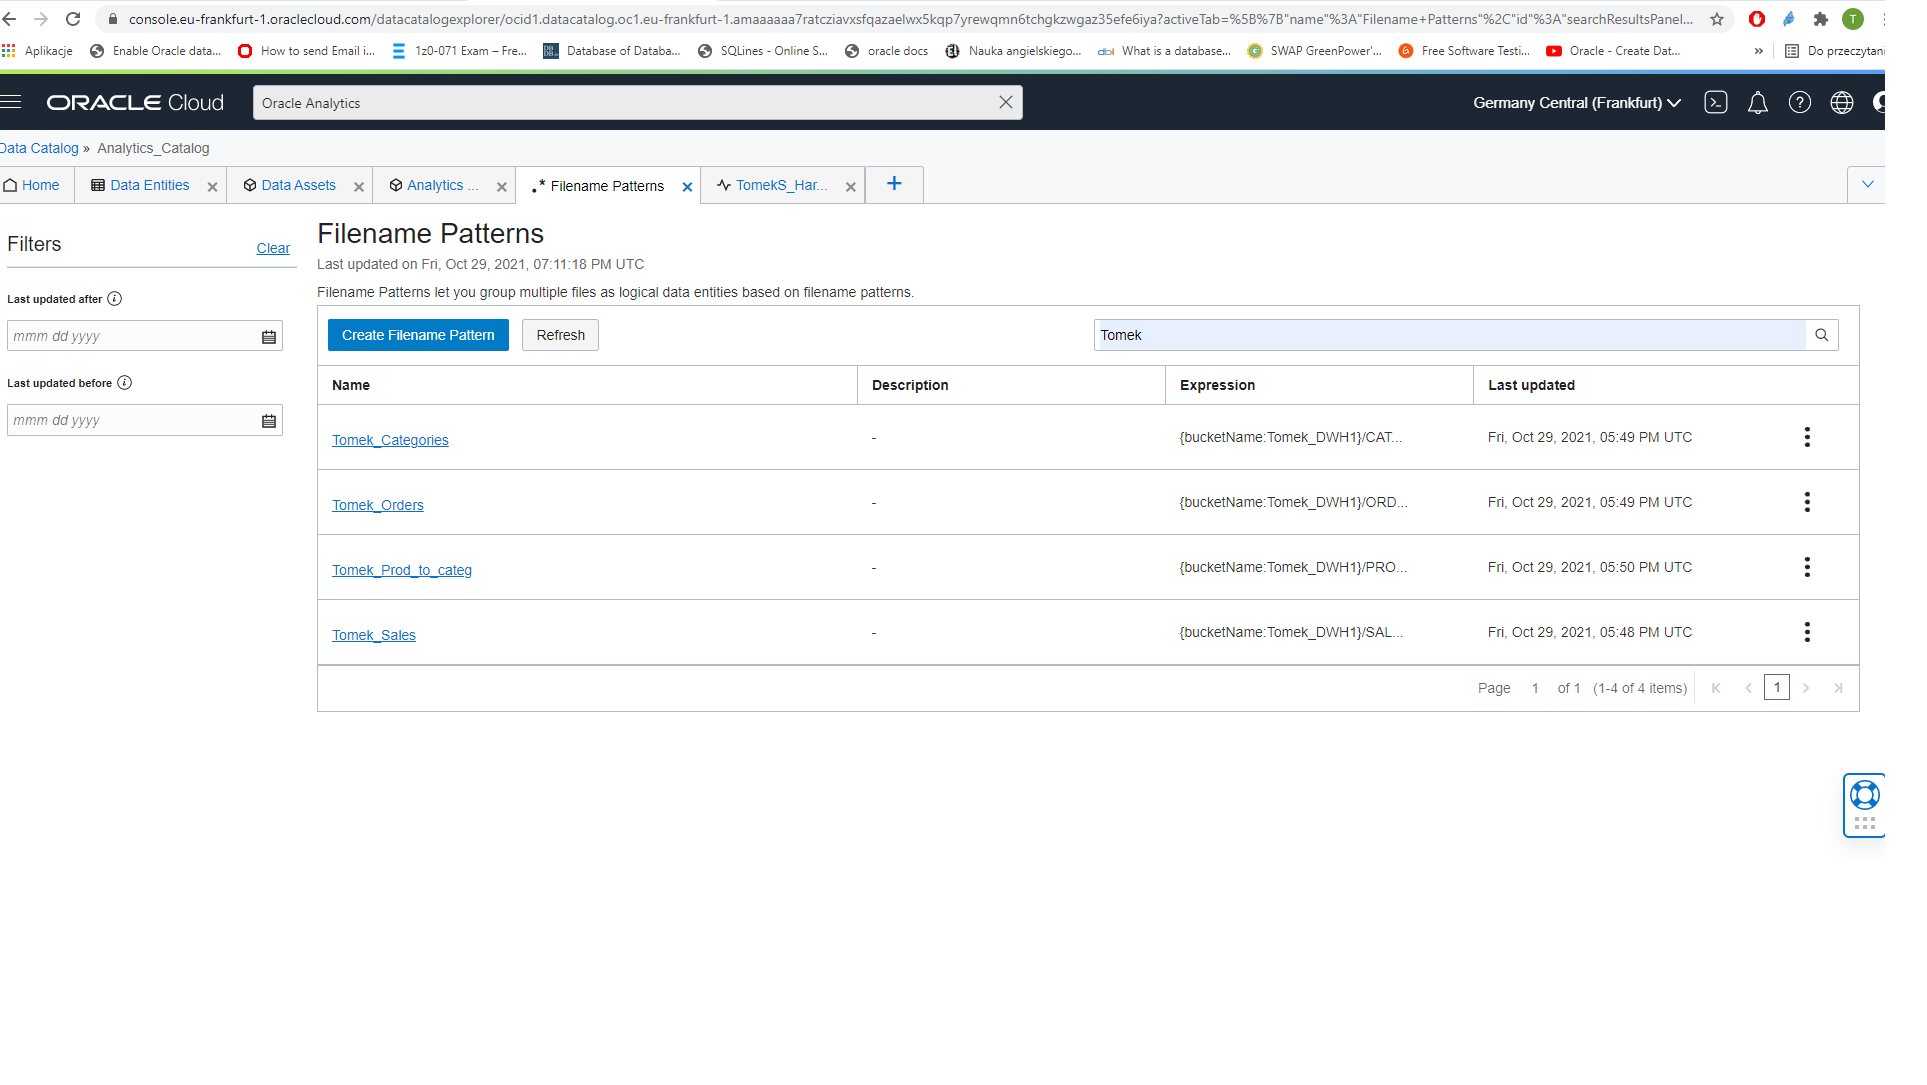 console.eu-frankfurt-1.oraclecloud.com/datacatalogexplorer/ocid1.datacatalog.oc1.eu-frankfurt-1.amaaaaaa7ratcziavxsfqazaelwx5kqp7yrewqmn6tchgkzwgaz35efe6iya?activeTab=%5B%7B"name"%3A"Filename+Patterns"%2C"id"%3A"searchResultsPanel... T
Aplikacje Enable Oracle data... How to send Email i... 1z0-071 Exam – Fre... Database of Databa... SQLines - Online S... oracle docs Nauka angielskiego... What is a database... SWAP GreenPower'... Free Software Testi... Oracle - Create Dat... » Do przeczytani
ORACLE Cloud Oracle Analytics Germany Central (Frankfurt)
Data Catalog » Analytics_Catalog
Home Data Entities Data Assets Analytics ... Filename Patterns TomekS_Har... +
Filters Clear
Filename Patterns
Last updated on Fri, Oct 29, 2021, 07:11:18 PM UTC
Filename Patterns let you group multiple files as logical data entities based on filename patterns.
Last updated after
mmm dd yyyy
Last updated before
mmm dd yyyy
Create Filename Pattern Refresh Tomek
Name Description Expression Last updated
Tomek_Categories - {bucketName:Tomek_DWH1}/CAT... Fri, Oct 29, 2021, 05:49 PM UTC
Tomek_Orders - {bucketName:Tomek_DWH1}/ORD... Fri, Oct 29, 2021, 05:49 PM UTC
Tomek_Prod_to_categ - {bucketName:Tomek_DWH1}/PRO... Fri, Oct 29, 2021, 05:50 PM UTC
Tomek_Sales - {bucketName:Tomek_DWH1}/SAL... Fri, Oct 29, 2021, 05:48 PM UTC
Page 1 of 1 (1-4 of 4 items) 1